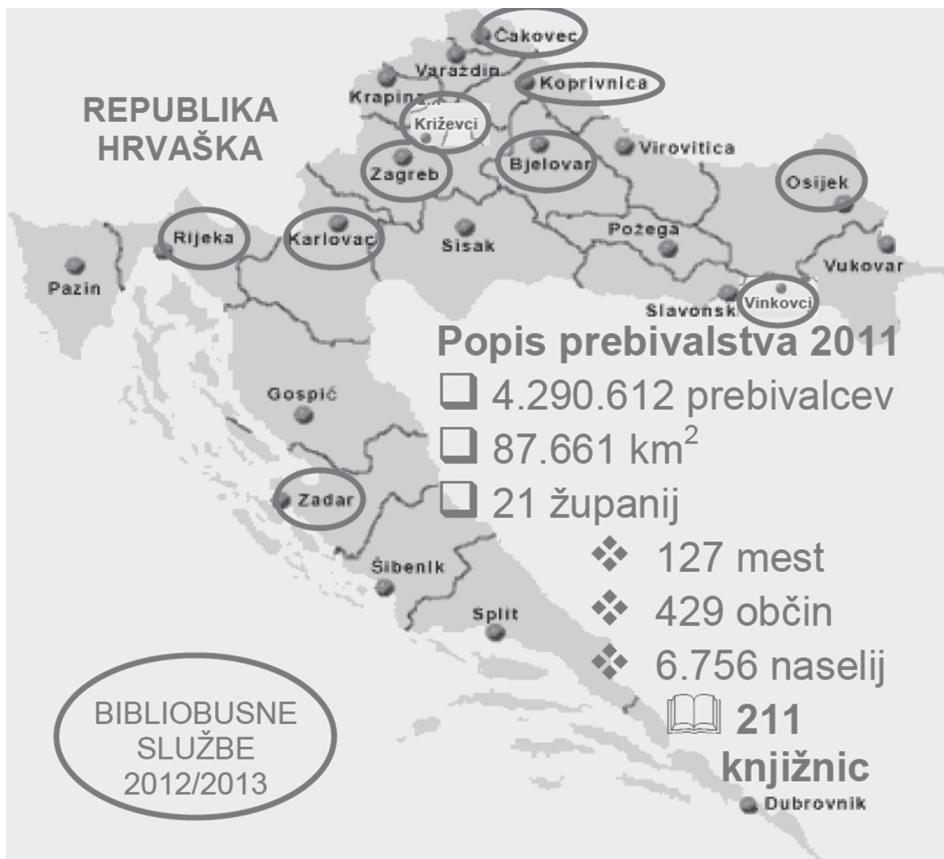 Čakovec
Varaždin
Koprivnica
Krapina
REPUBLIKA
HRVAŠKA
Križevci
Zagreb
Bjelovar
Virovitica
Osijek
Rijeka
Karlovac
Sisak
Požega
Vukovar
Pazin
Slavonsk
Vinkovci
Popis prebivalstva 2011
❑ 4.290.612 prebivalcev
Gospić
❑ 87.661 km²
❑ 21 županij
Zadar
❖ 127 mest
Šibenik
❖ 429 občin
Split
❖ 6.756 naselij
211
knjižnic
BIBLIOBUSNE
SLUŽBE
2012/2013
Dubrovnik